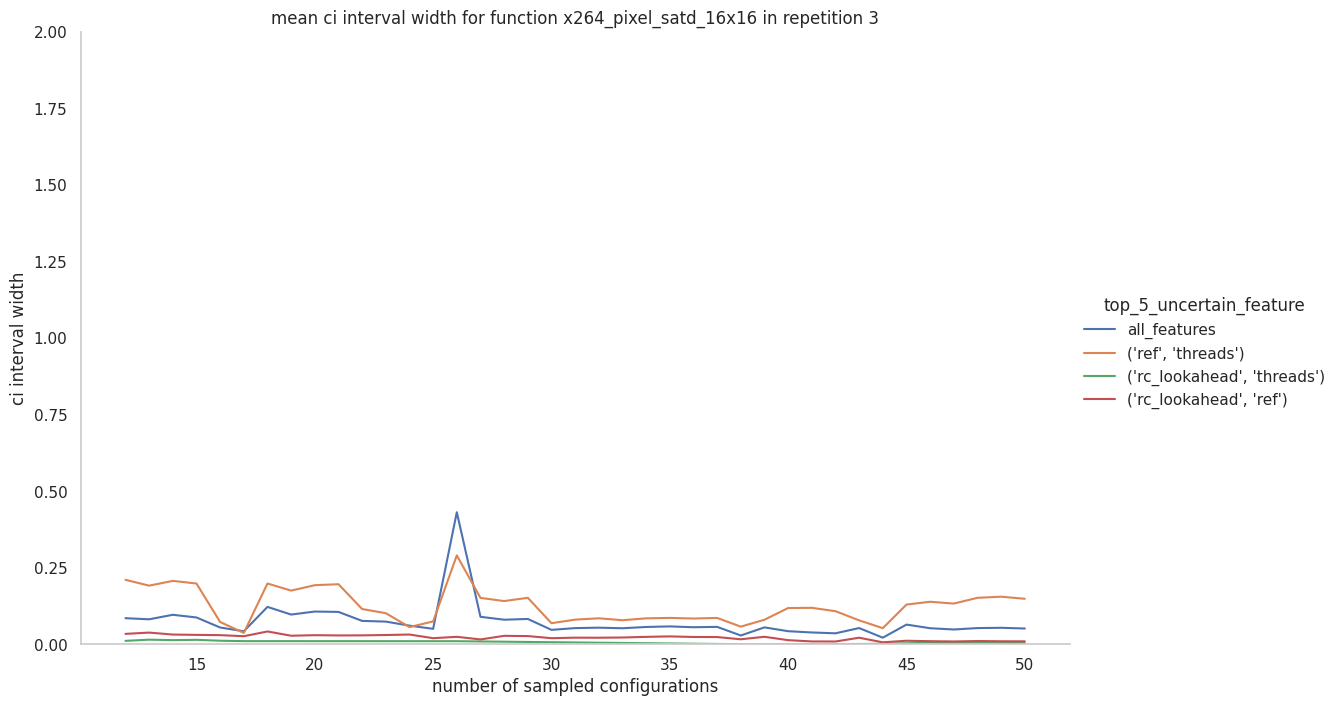 mean ci interval width for function x264_pixel_satd_16x16 in repetition 3
2.00
1.75
1.50
1.25
1.00
0.75
0.50
0.25
0.00
ci interval width
15 20 25 30 35 40 45 50
number of sampled configurations
top_5_uncertain_feature
all_features
('ref', 'threads')
('rc_lookahead', 'threads')
('rc_lookahead', 'ref')